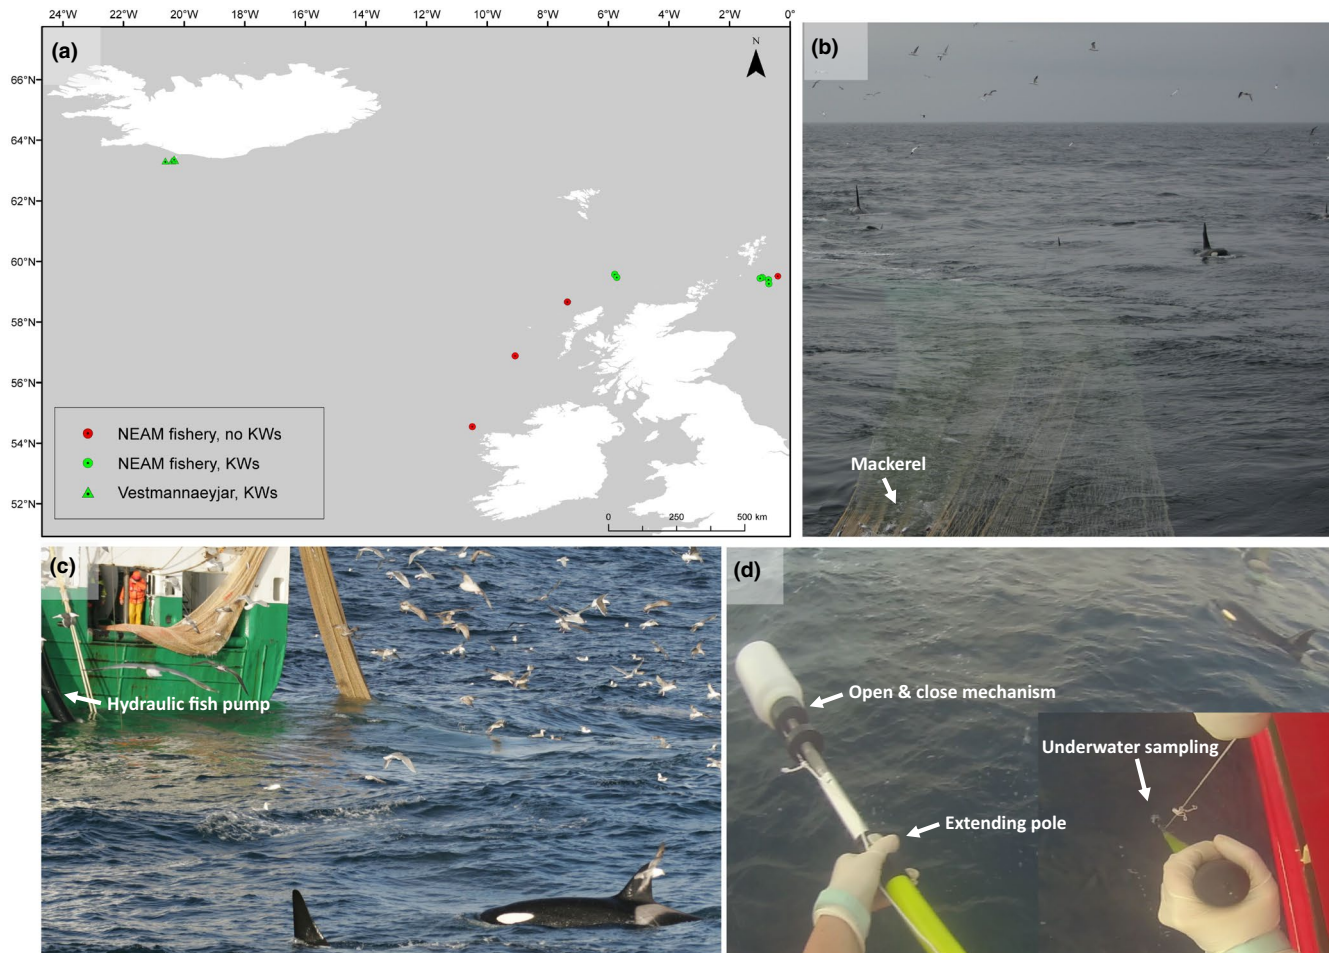 24°W 22°W 20°W 18°W 16°W 14°W 12°W 10°W 8°W 6°W 4°W 2°W 0°
(a)
N
66°N
64°N
62°N
60°N
58°N
56°N
54°N
52°N
NEAM fishery, no KWs
NEAM fishery, KWs
Vestmannaeyjar, KWs
0 250 500 km
(b)
Mackerel
(c)
Hydraulic fish pump
(d)
Open & close mechanism
Underwater sampling
Extending pole